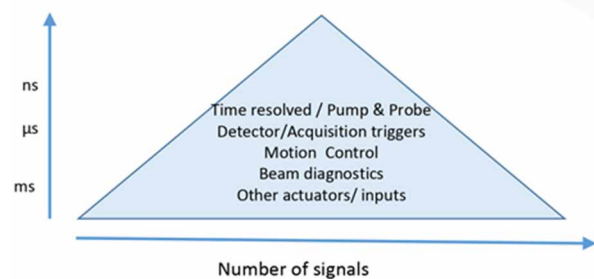 ns
Time resolved / Pump & Probe
µs
Detector/Acquisition triggers
Motion Control
Beam diagnostics
ms
Other actuators/ inputs
Number of signals